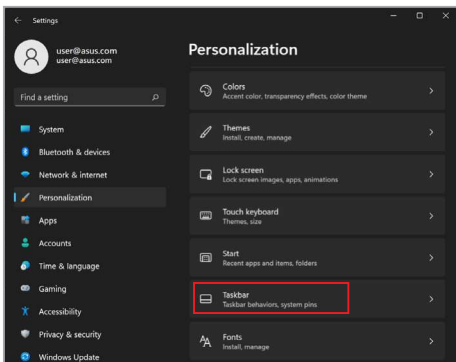 Settings
user@asus.com
user@asus.com
Find a setting
System
Bluetooth & devices
Network & internet
Personalization
Apps
Accounts
Time & language
Gaming
Accessibility
Privacy & security
Windows Update
Personalization
Colors
Accent color, transparency effects, color theme
Themes
Install, create, manage
Lock screen
Lock screen images, apps, animations
Touch keyboard
Themes, size
Start
Recent apps and items, folders
Taskbar
Taskbar behaviors, system pins
Fonts
Install, manage